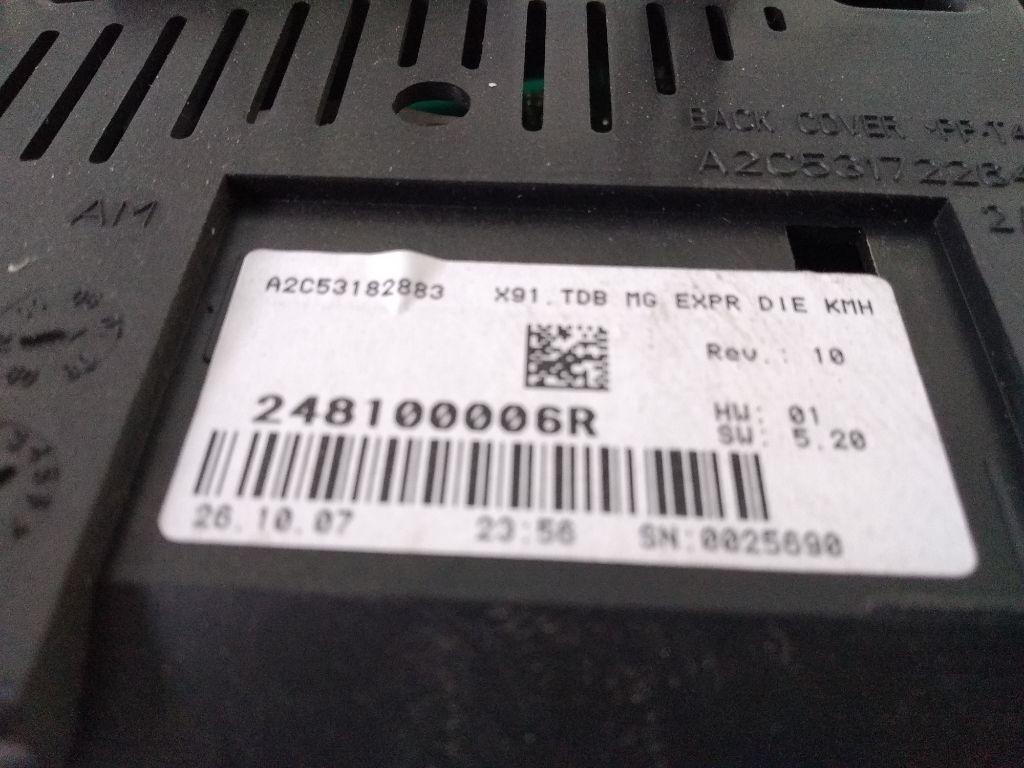 BACK COVER
A2C5317
AM
A2C53182883 X91.TDB MG EXPR DIE KMH
Rev.: 10
248100006R
HW: 01
SW: 5.20
26.10.07 23:56 SN:0025690